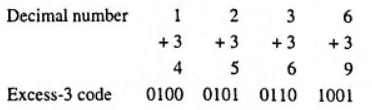 Decimal number 1 2 3 6
+ 3 + 3 + 3 + 3
4 5 6 9
Excess-3 code 0100 0101 0110 1001